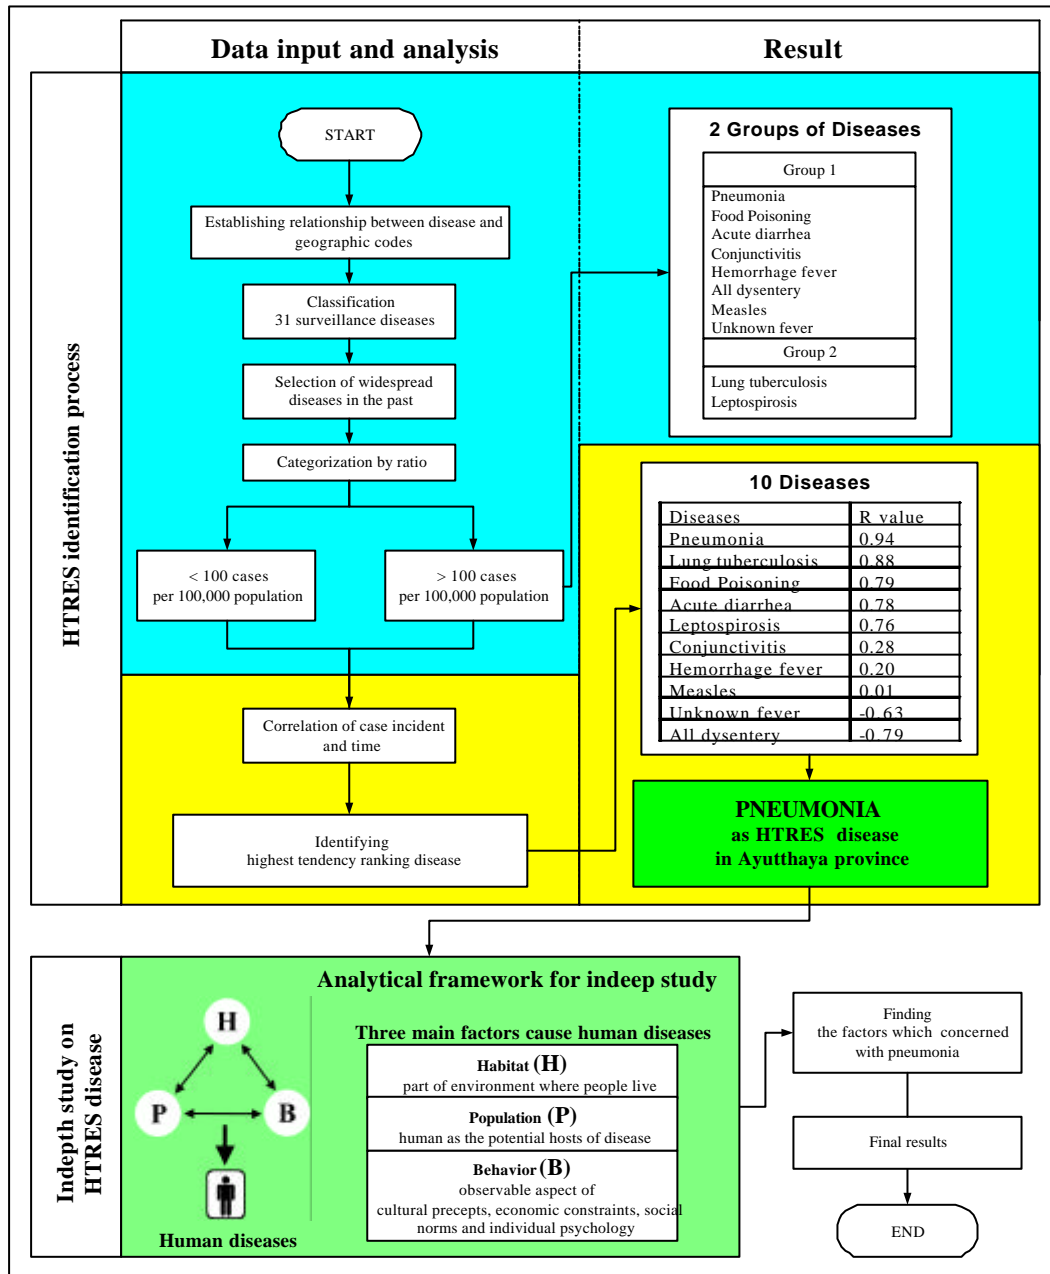 Data input and analysis
Result
HTRES identification process
START
Establishing relationship between disease and
geographic codes
Classification
31 surveillance diseases
Selection of widespread
diseases in the past
Categorization by ratio
< 100 cases
per 100,000 population
> 100 cases
per 100,000 population
2 Groups of Diseases
Group 1
Pneumonia
Food Poisoning
Acute diarrhea
Conjunctivitis
Hemorrhage fever
All dysentery
Measles
Unknown fever
Group 2
Lung tuberculosis
Leptospirosis
Correlation of case incident
and time
Identifying
highest tendency ranking disease
10 Diseases
Diseases R value
Pneumonia 0.94
Lung tuberculosis 0.88
Food Poisoning 0.79
Acute diarrhea 0.78
Leptospirosis 0.76
Conjunctivitis 0.28
Hemorrhage fever 0.20
Measles 0.01
Unknown fever -0.63
All dysentery -0.79
PNEUMONIA
as HTRES disease
in Ayutthaya province
Indepth study on
HTRES disease
Analytical framework for indeep study
H
P
B
Human diseases
Three main factors cause human diseases
Habitat (H)
part of environment where people live
Population (P)
human as the potential hosts of disease
Behavior (B)
observable aspect of
cultural precepts, economic constraints, social
norms and individual psychology
Finding
the factors which concerned
with pneumonia
Final results
END